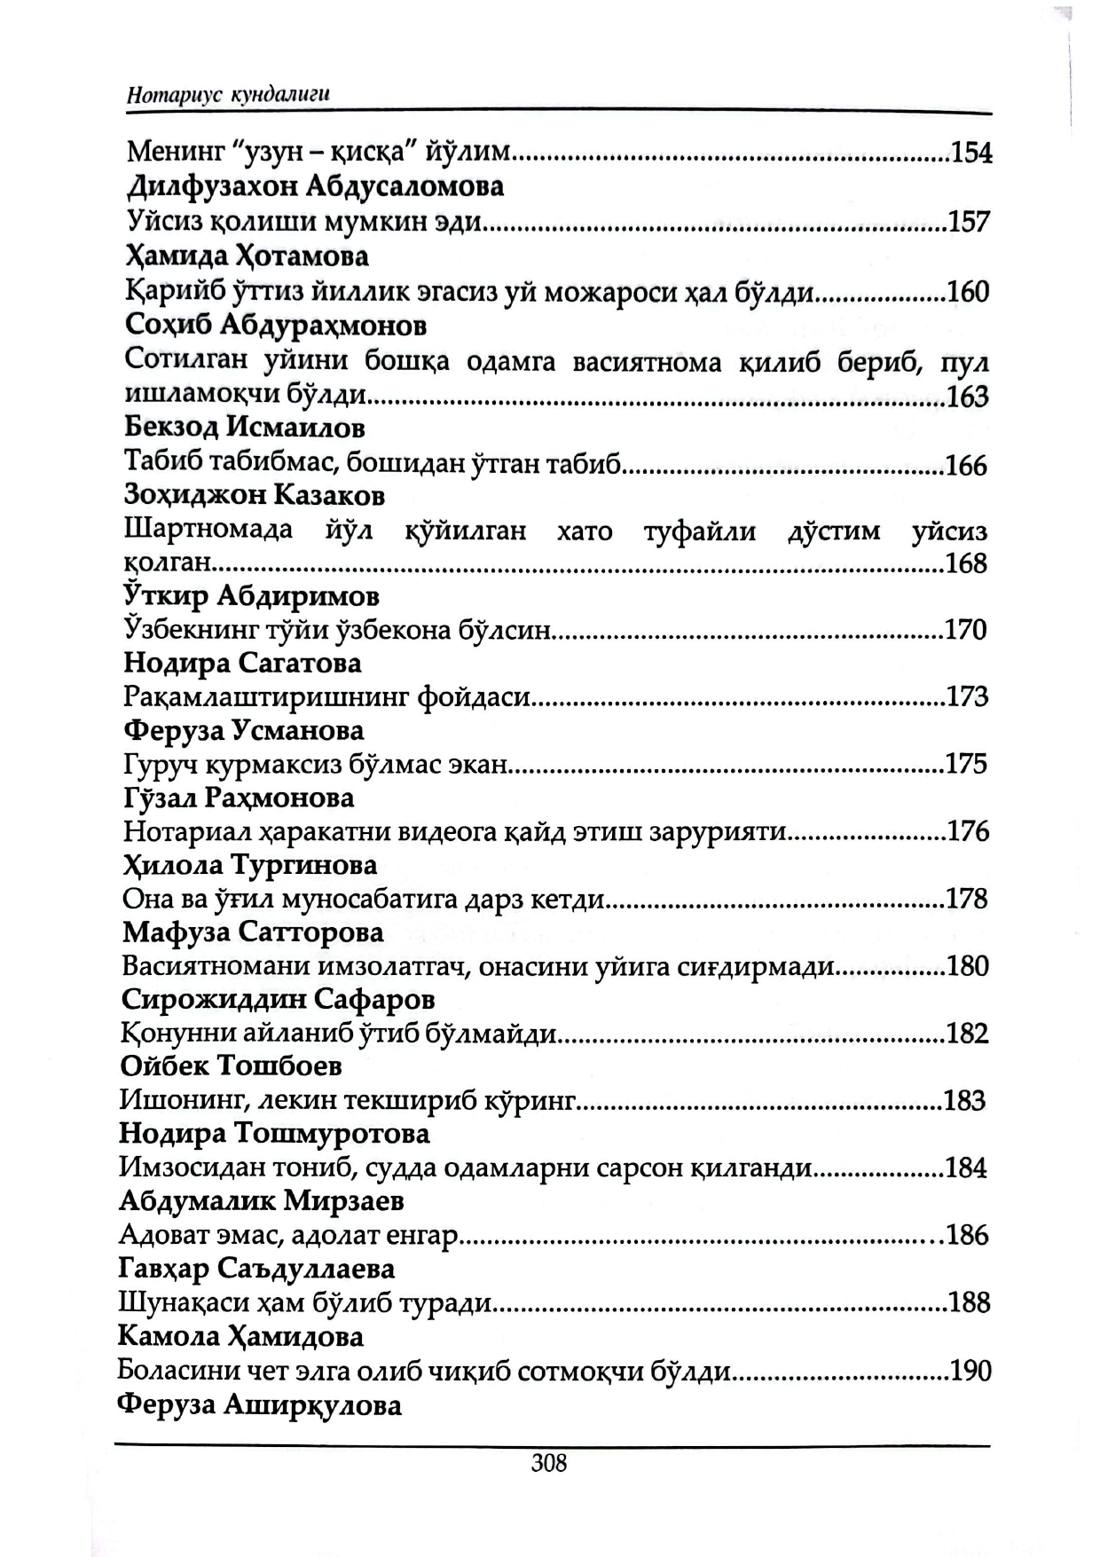 Нотариус кундалиги
Менинг “узун – қисқа” йўлим.......................................................154
Дилфузахон Абдусаломова
Уйсиз қолиши мумкин эди..........................................................157
Ҳамида Ҳотамова
Қарийб ўттиз йиллик эгасиз уй можароси ҳал бўлди................160
Соҳиб Абдураҳмонов
Сотилган уйини бошқа одамга васиятнома қилиб бериб, пул
ишламоқчи бўлди.........................................................................163
Бекзод Исмаилов
Табиб табибмас, бошидан ўтган табиб........................................166
Зоҳиджон Казаков
Шартномада йўл қўйилган хато туфайли дўстим уйсиз
қолган............................................................................................168
Ўткир Абдиримов
Ўзбекнинг тўйи ўзбекона бўлсин.................................................170
Нодира Сагатова
Рақамлаштиришнинг фойдаси....................................................173
Феруза Усманова
Гуруч курмаксиз бўлмас экан.......................................................175
Гўзал Раҳмонова
Нотариал ҳаракатни видеога қайд этиш зарурияти....................176
Ҳилола Тургинова
Она ва ўғил муносабатига дарз кетди..........................................178
Мафуза Сатторова
Васиятномани имзолатгач, онасини уйига сиғдирмади..............180
Сирожиддин Сафаров
Қонунни айланиб ўтиб бўлмайди.................................................182
Ойбек Тошбоев
Ишонинг, лекин текшириб кўринг..............................................183
Нодира Тошмуротова
Имзосидан тониб, судда одамларни сарсон қилганди.................184
Абдумалик Мирзаев
Адоват эмас, адолат енгар.............................................................186
Гавҳар Саъдуллаева
Шунақаси ҳам бўлиб туради.........................................................188
Камола Ҳамидова
Боласини чет элга олиб чиқиб сотмоқчи бўлди...........................190
Феруза Аширқулова
308